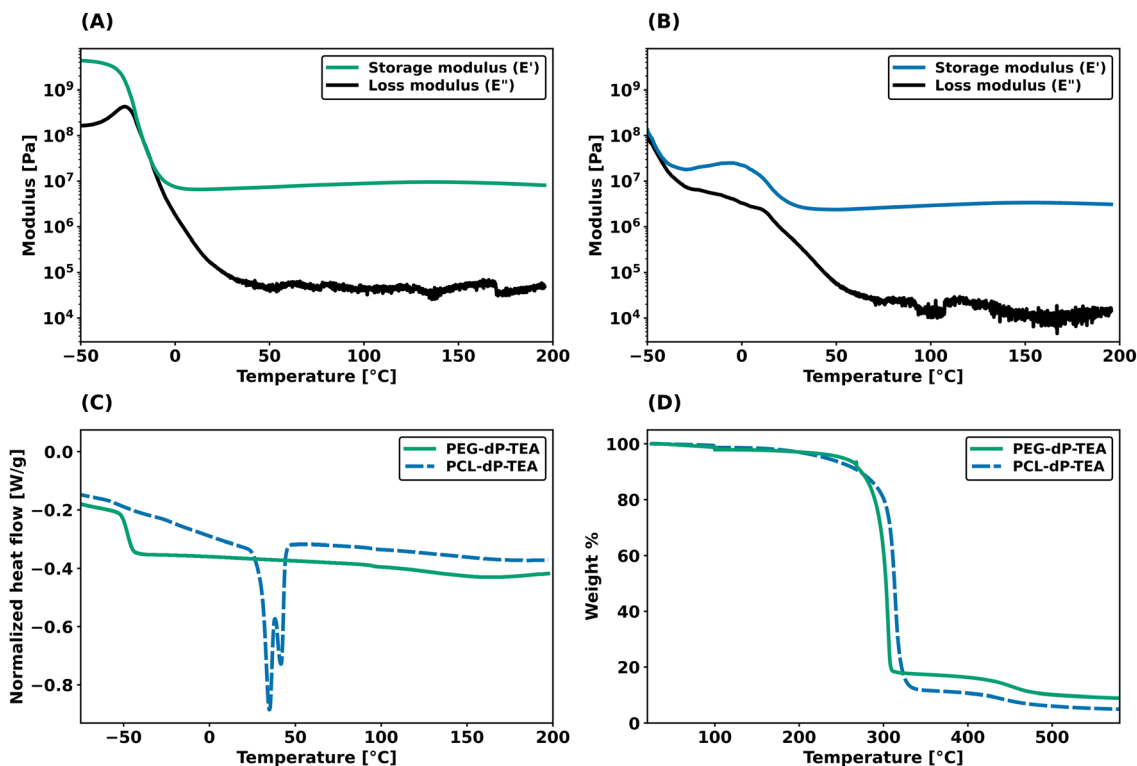 (A)
Storage modulus (E')
Loss modulus (E")
10⁹
10⁸
10⁷
10⁶
10⁵
10⁴
Modulus [Pa]
−50 0 50 100 150 200
Temperature [°C]
(B)
Storage modulus (E')
Loss modulus (E")
10⁹
10⁸
10⁷
10⁶
10⁵
10⁴
Modulus [Pa]
−50 0 50 100 150 200
Temperature [°C]
(C)
PEG-dP-TEA
PCL-dP-TEA
0.0
−0.2
−0.4
−0.6
−0.8
Normalized heat flow [W/g]
−50 0 50 100 150 200
Temperature [°C]
(D)
PEG-dP-TEA
PCL-dP-TEA
100
80
60
40
20
0
Weight %
100 200 300 400 500
Temperature [°C]